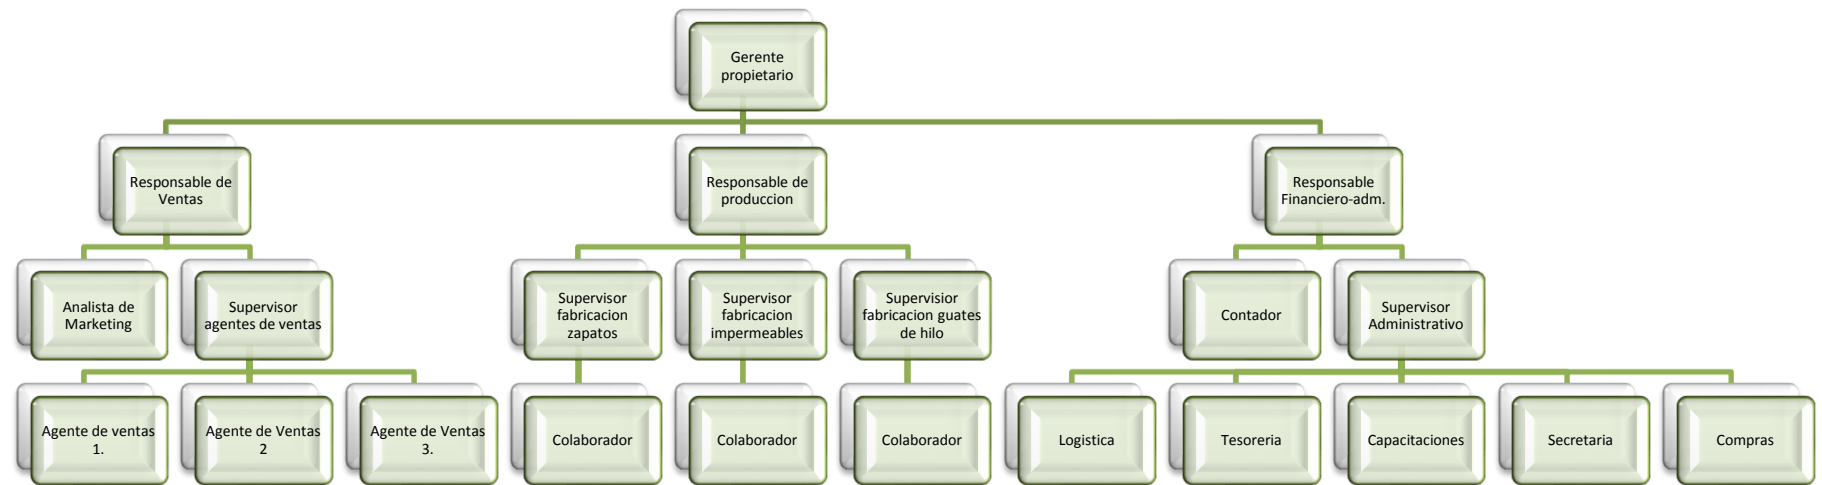 Gerente
propietario
Responsable de
Ventas
Responsable de
produccion
Responsable
Financiero-adm.
Analista de
Marketing
Supervisor
agentes de ventas
Supervisor
fabricacion
zapatos
Supervisor
fabricacion
impermeables
Supervisior
fabricacion guates
de hilo
Contador
Supervisor
Administrativo
Agente de ventas
1.
Agente de Ventas
2
Agente de Ventas
3.
Colaborador
Colaborador
Colaborador
Logistica
Tesoreria
Capacitaciones
Secretaria
Compras